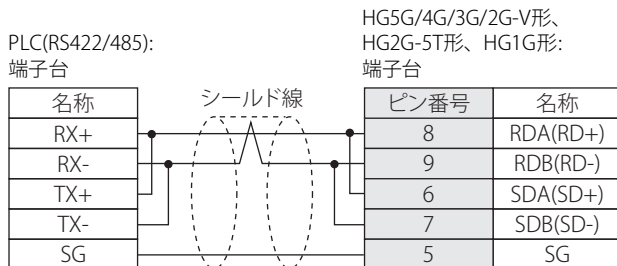 PLC(RS422/485):
端子台
HG5G/4G/3G/2G-V形、
HG2G-5T形、HG1G形:
端子台
名称 シールド線 ピン番号 名称
RX+ 8 RDA(RD+)
RX- 9 RDB(RD-)
TX+ 6 SDA(SD+)
TX- 7 SDB(SD-)
SG 5 SG